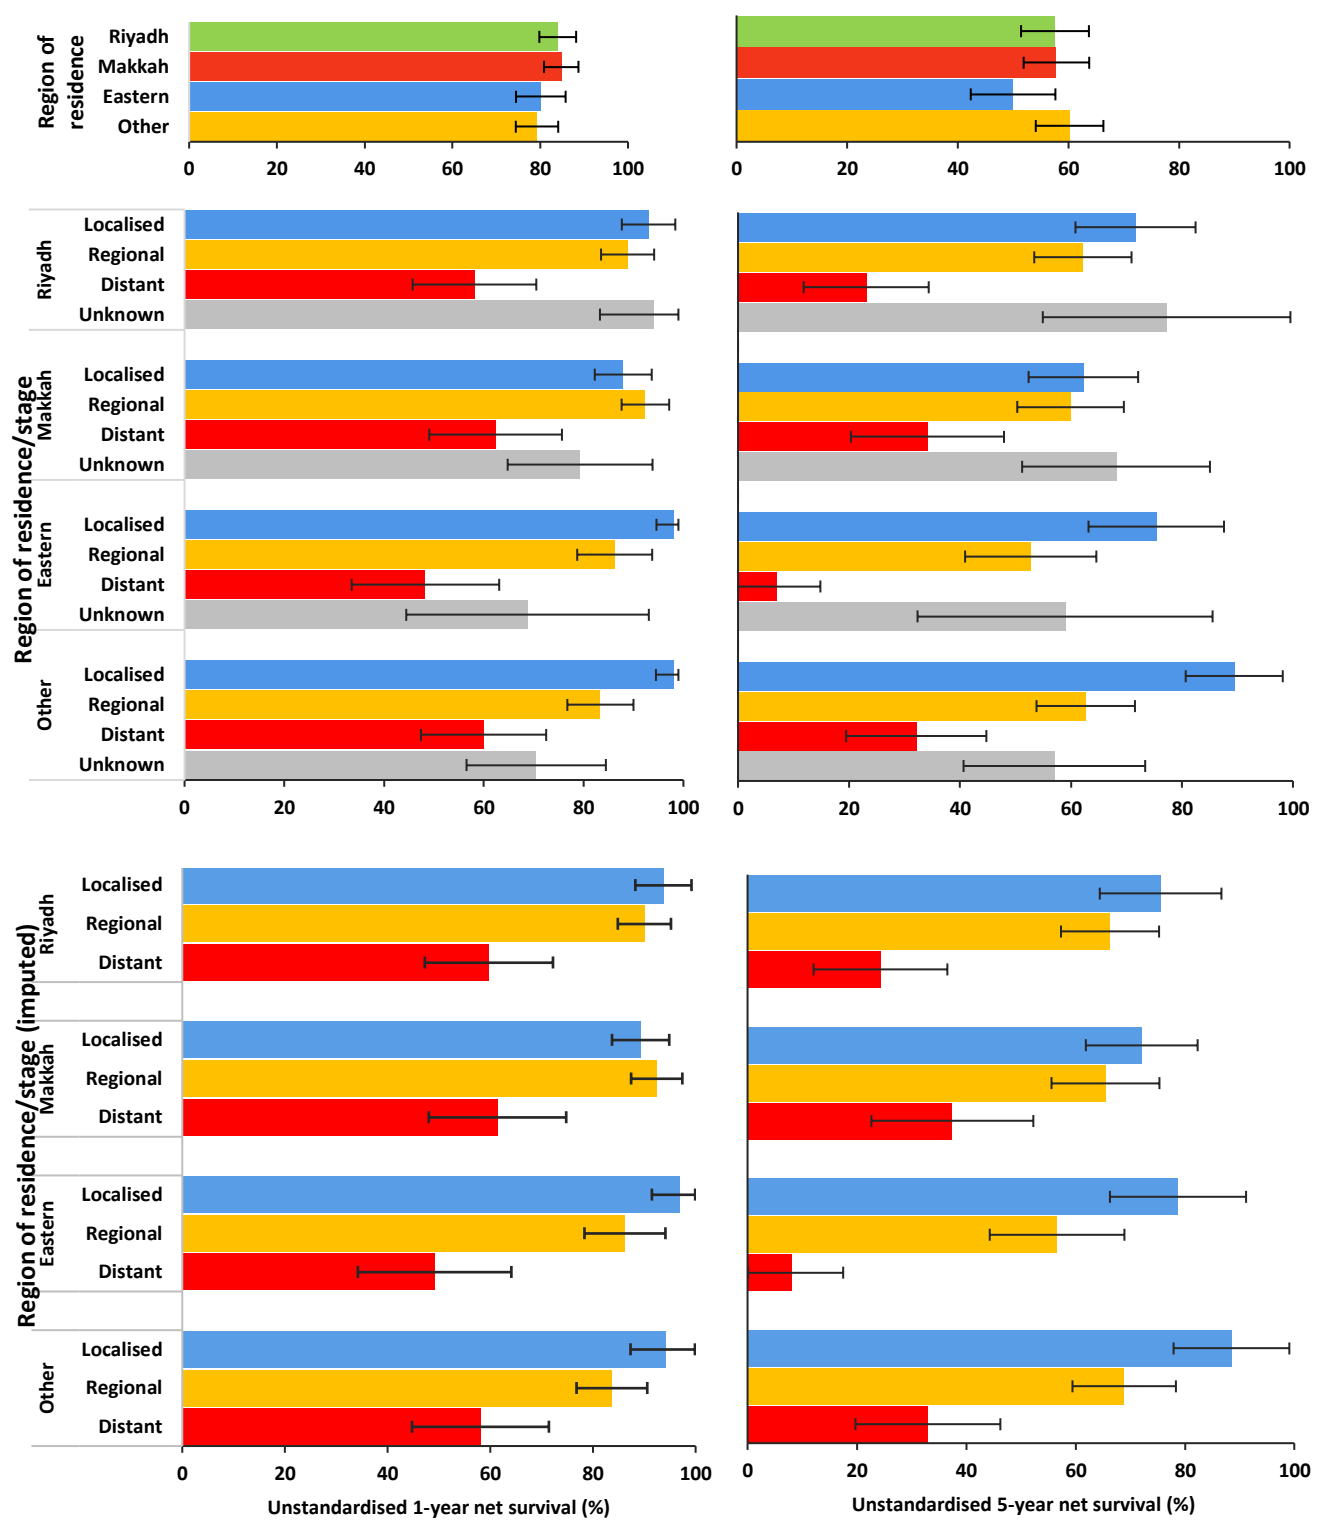 Region of
residence
Riyadh
Makkah
Eastern
Other
0 20 40 60 80 100
0 20 40 60 80 100
Region of residence/stage
Riyadh
Localised
Regional
Distant
Unknown
Makkah
Localised
Regional
Distant
Unknown
Eastern
Localised
Regional
Distant
Unknown
Other
Localised
Regional
Distant
Unknown
0 20 40 60 80 100
0 20 40 60 80 100
Region of residence/stage (imputed)
Riyadh
Localised
Regional
Distant
Makkah
Localised
Regional
Distant
Eastern
Localised
Regional
Distant
Other
Localised
Regional
Distant
0 20 40 60 80 100
0 20 40 60 80 100
Unstandardised 1-year net survival (%)
Unstandardised 5-year net survival (%)